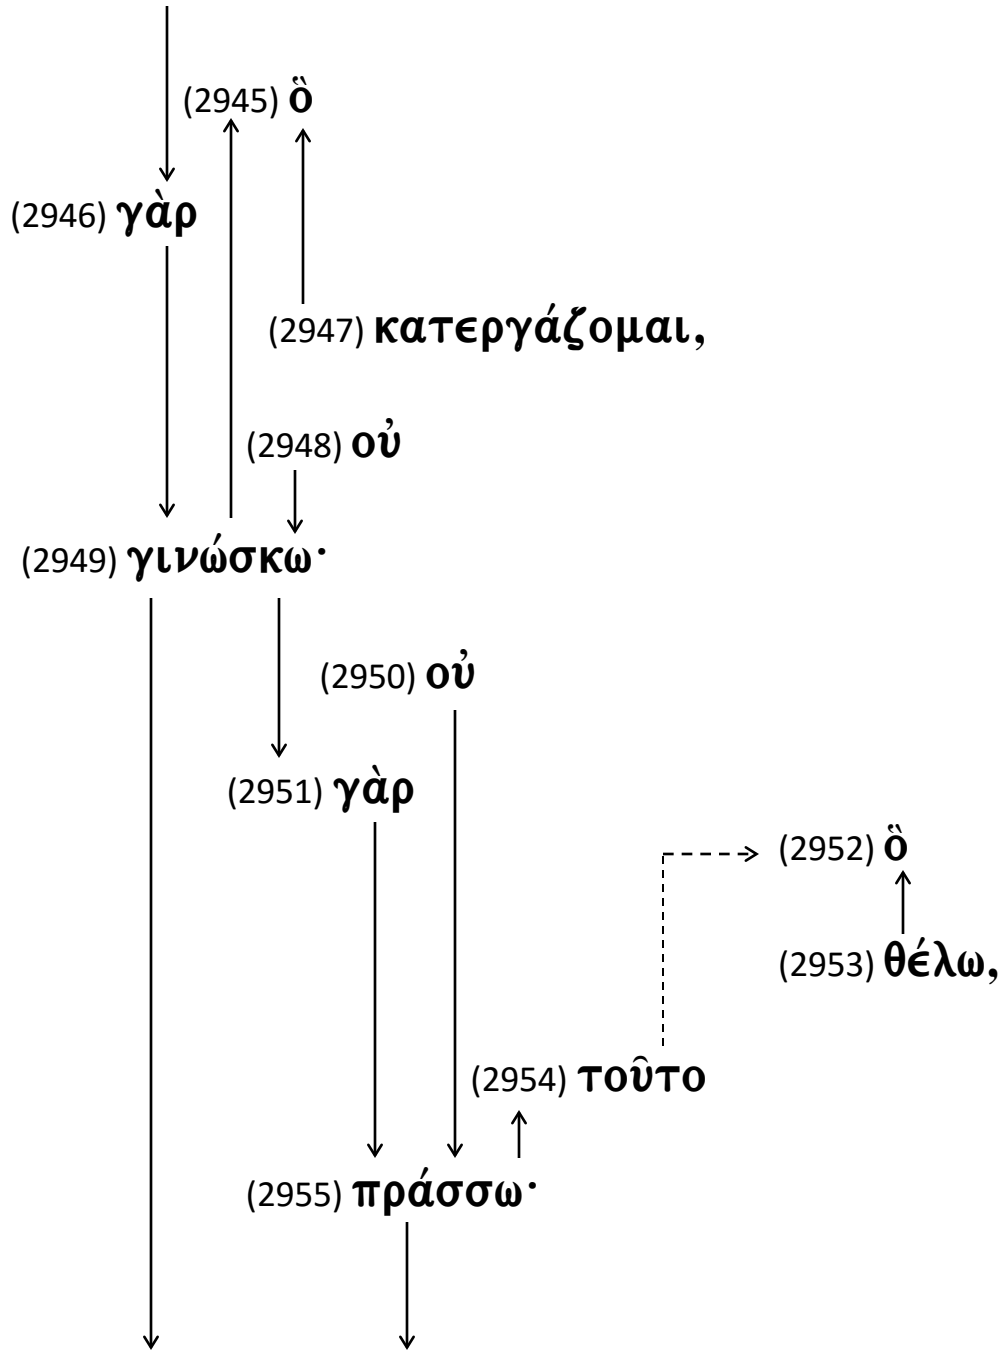 (2945) ὃ
(2946) γὰρ
(2947) κατεργάζομαι,
(2948) οὐ
(2949) γινώσκω·
(2950) οὐ
(2951) γὰρ
(2952) ὃ
(2953) θέλω,
(2954) τοῦτο
(2955) πράσσω·